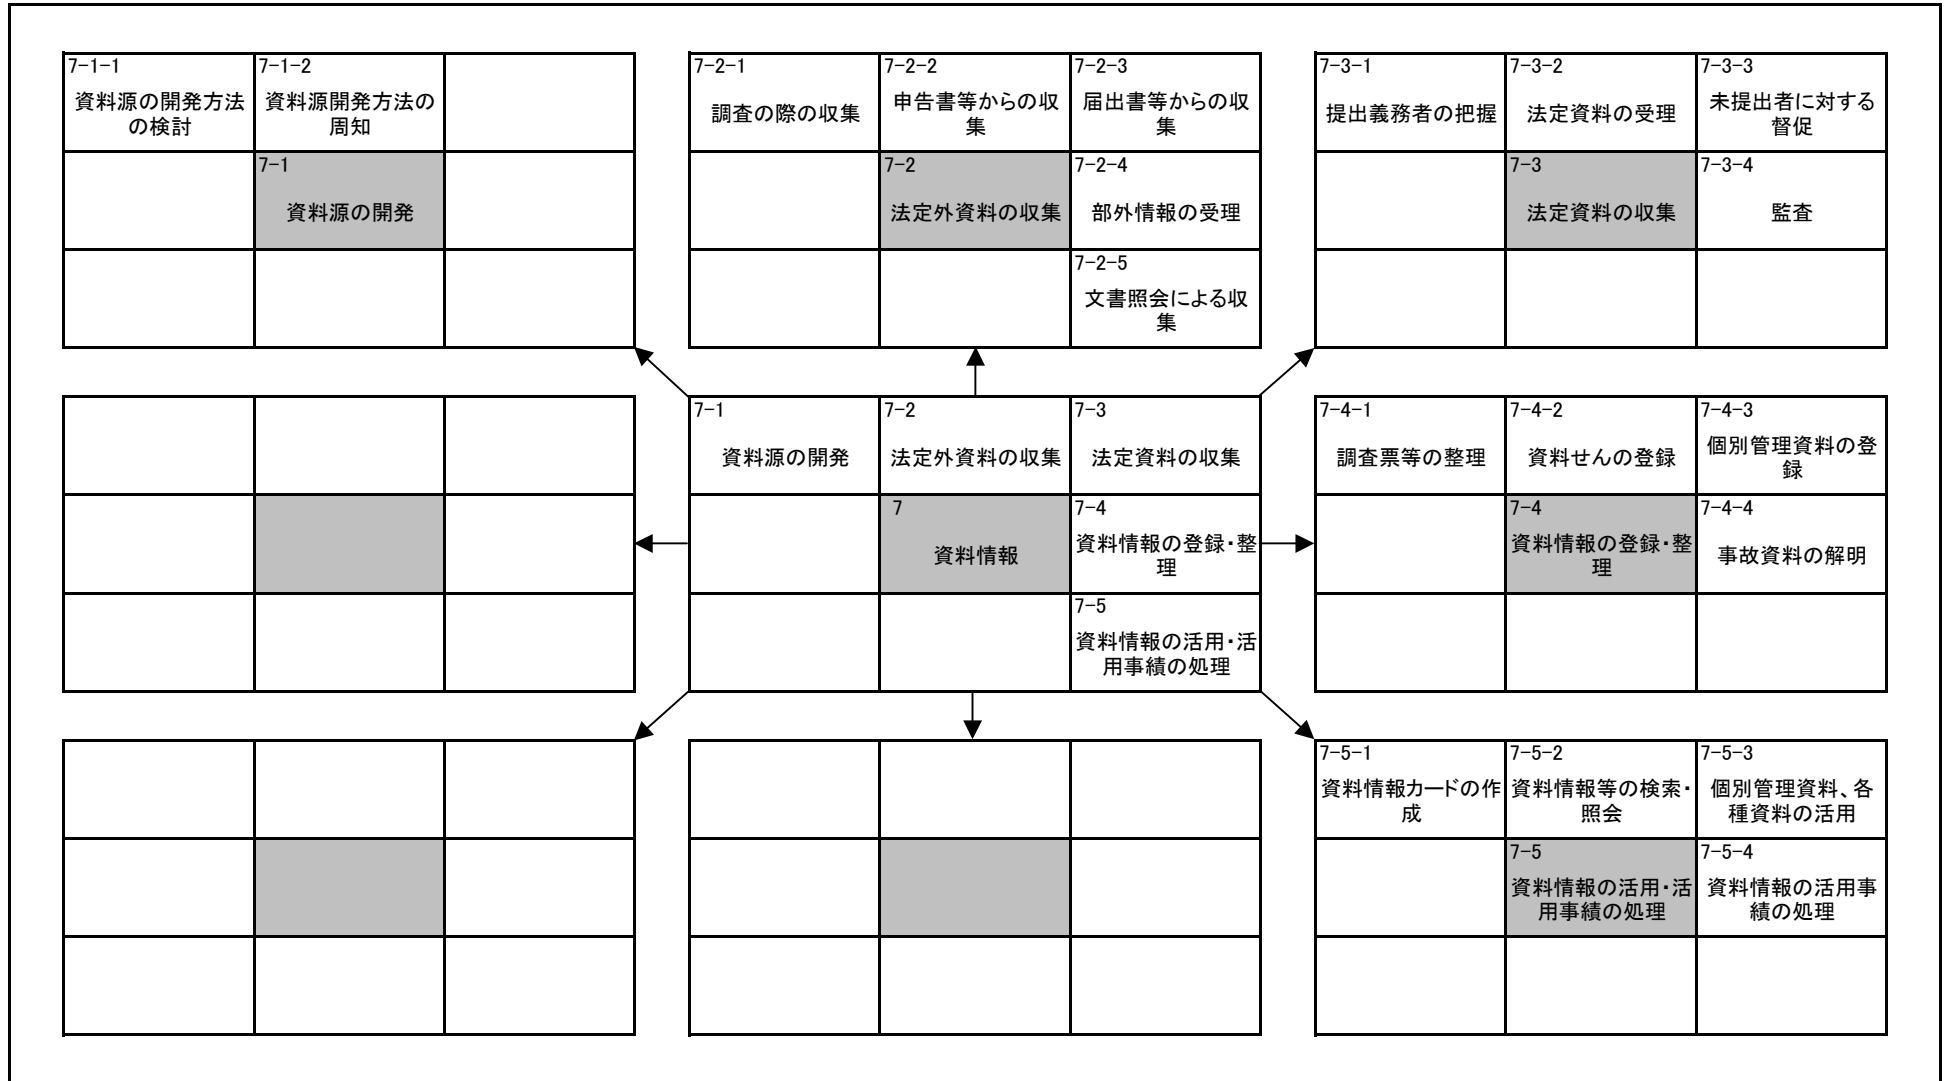 7-1-1
資料源の開発方法
の検討
7-1-2
資料源開発方法の
周知
7-1
資料源の開発
7-2-1
調査の際の収集
7-2-2
申告書等からの収
集
7-2-3
届出書等からの収
集
7-2
法定外資料の収集
7-2-4
部外情報の受理
7-2-5
文書照会による収
集
7-3-1
提出義務者の把握
7-3-2
法定資料の受理
7-3-3
未提出者に対する
督促
7-3
法定資料の収集
7-3-4
監査
7-1
資料源の開発
7-2
法定外資料の収集
7-3
法定資料の収集
7
資料情報
7-4
資料情報の登録・整
理
7-5
資料情報の活用・活
用事績の処理
7-4-1
調査票等の整理
7-4-2
資料せんの登録
7-4-3
個別管理資料の登
録
7-4
資料情報の登録・整
理
7-4-4
事故資料の解明
7-5-1
資料情報カードの作
成
7-5-2
資料情報等の検索・
照会
7-5-3
個別管理資料、各
種資料の活用
7-5
資料情報の活用・活
用事績の処理
7-5-4
資料情報の活用事
績の処理